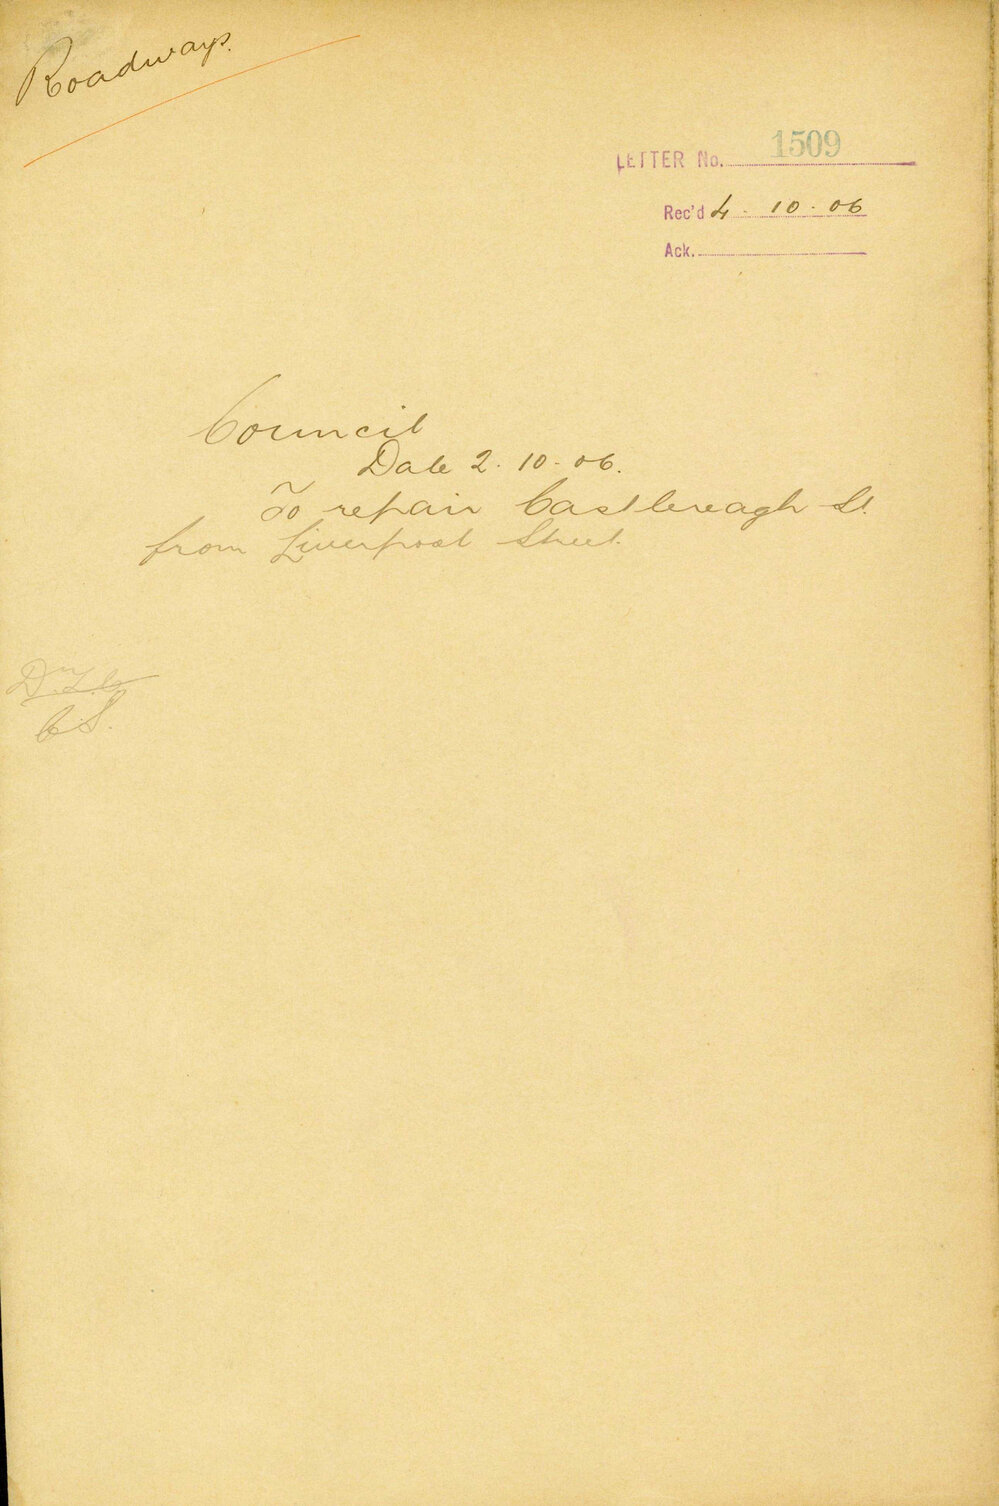 Roadways.
LETTER No. 1509
Rec'd 4. 10. 06
Ack.
Council
Date 2. 10. 06.
To repair Castlereagh St.
from Liverpool Street.
C.S.